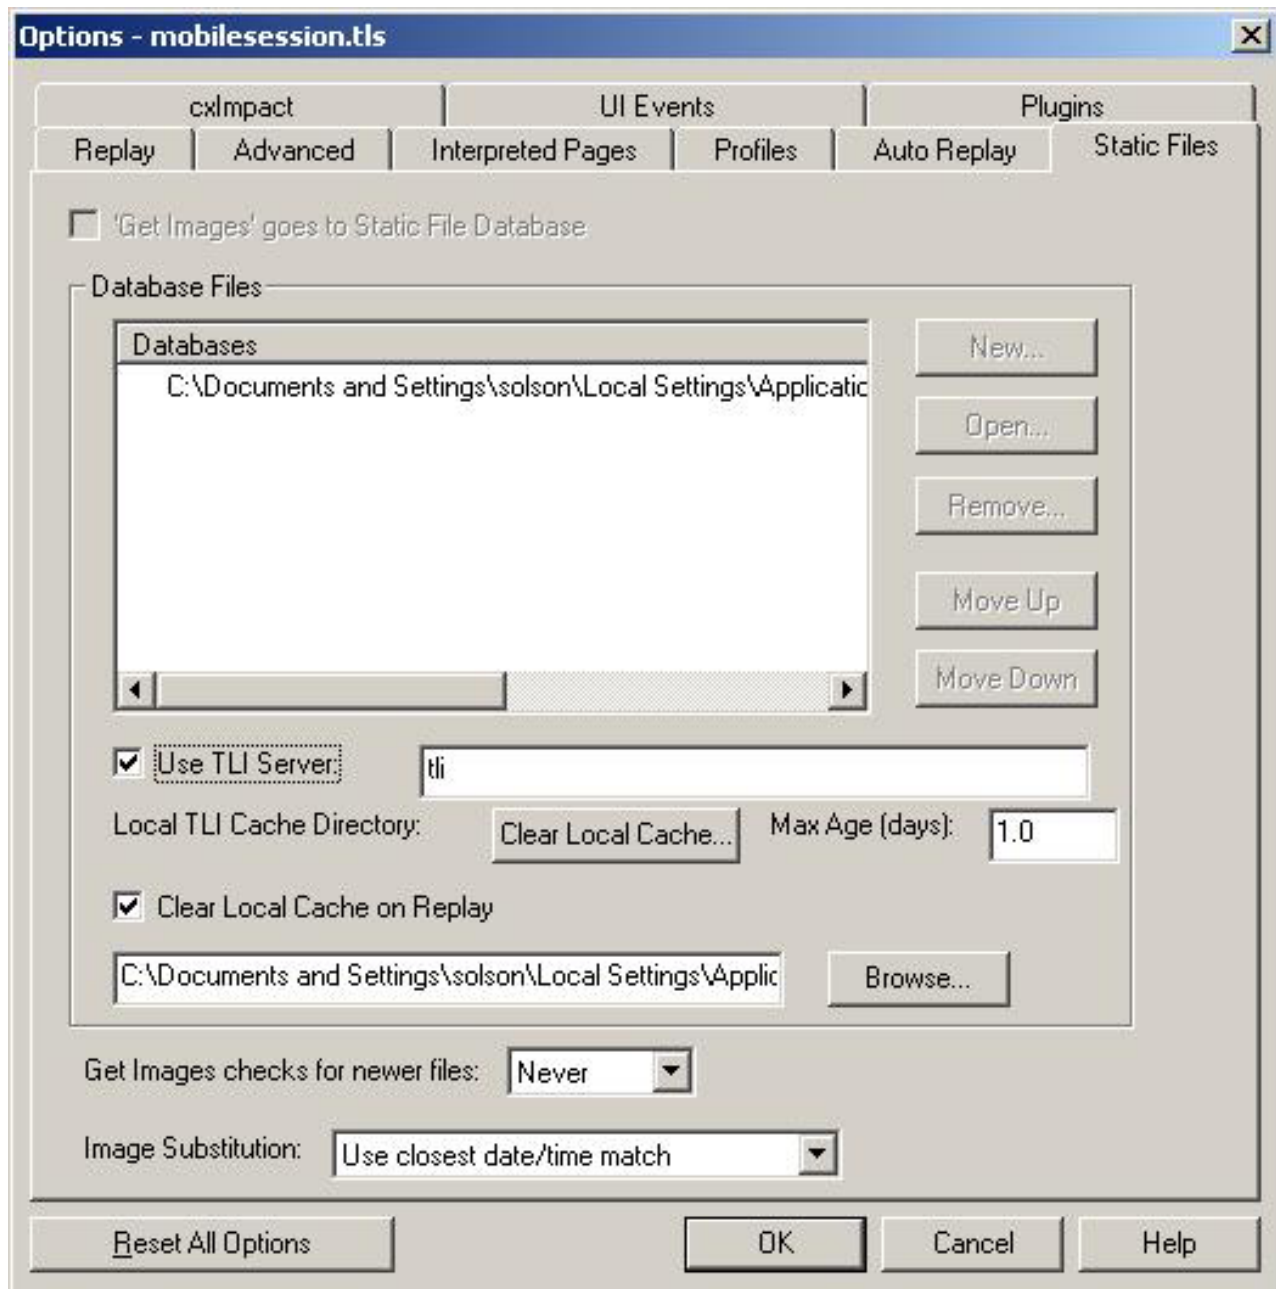 Options - mobilesession.tls
cxImpact UI Events Plugins
Replay Advanced Interpreted Pages Profiles Auto Replay Static Files
'Get Images' goes to Static File Database
Database Files
Databases
C:\Documents and Settings\solson\Local Settings\Applicatic
New...
Open...
Remove...
Move Up
Move Down
Use TLI Server: tli
Local TLI Cache Directory: Clear Local Cache... Max Age (days): 1.0
Clear Local Cache on Replay
C:\Documents and Settings\solson\Local Settings\Applic Browse...
Get Images checks for newer files: Never
Image Substitution: Use closest date/time match
Reset All Options OK Cancel Help